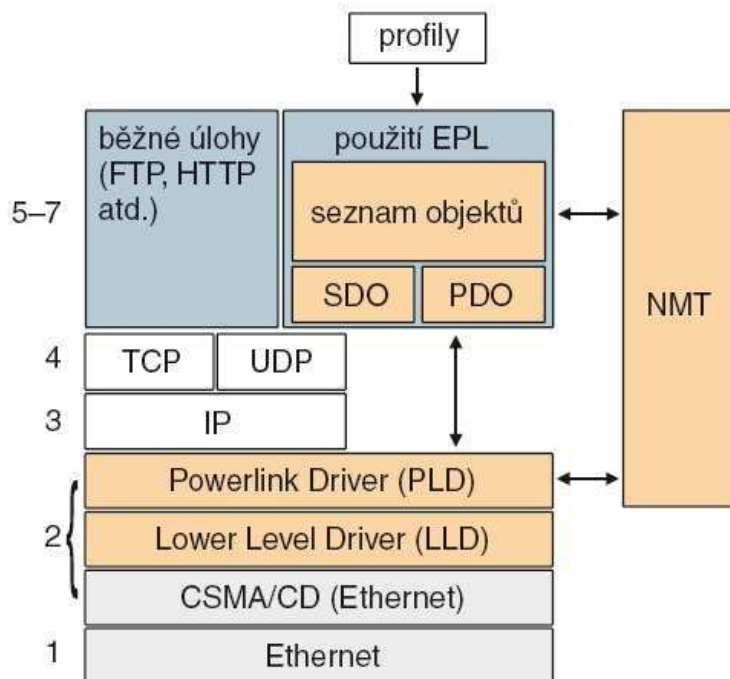 profily
běžné úlohy
(FTP, HTTP
atd.)
použití EPL
seznam objektů
SDO
PDO
NMT
5–7
4
TCP
UDP
3
IP
Powerlink Driver (PLD)
2
Lower Level Driver (LLD)
CSMA/CD (Ethernet)
1
Ethernet